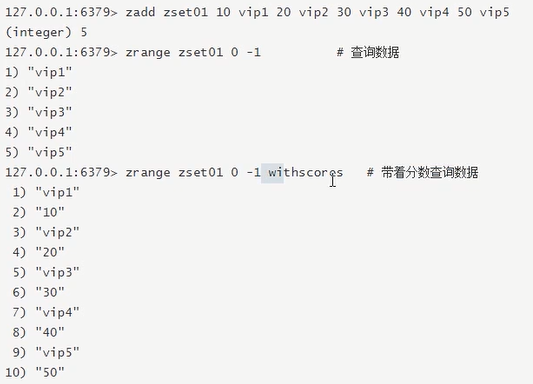 127.0.0.1:6379> zadd zset01 10 vip1 20 vip2 30 vip3 40 vip4 50 vip5
(integer) 5
127.0.0.1:6379> zrange zset01 0 -1 # 查询数据
1) "vip1"
2) "vip2"
3) "vip3"
4) "vip4"
5) "vip5"
127.0.0.1:6379> zrange zset01 0 -1 withscores # 带着分数查询数据
1) "vip1"
2) "10"
3) "vip2"
4) "20"
5) "vip3"
6) "30"
7) "vip4"
8) "40"
9) "vip5"
10) "50"